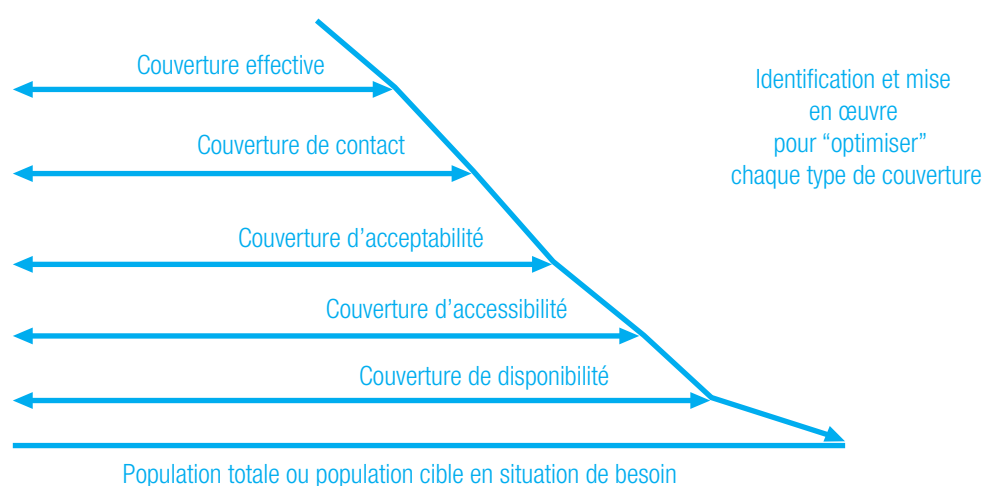 Couverture effective
Identification et mise
en œuvre
pour “optimiser”
chaque type de couverture
Couverture de contact
Couverture d’acceptabilité
Couverture d’accessibilité
Couverture de disponibilité
Population totale ou population cible en situation de besoin